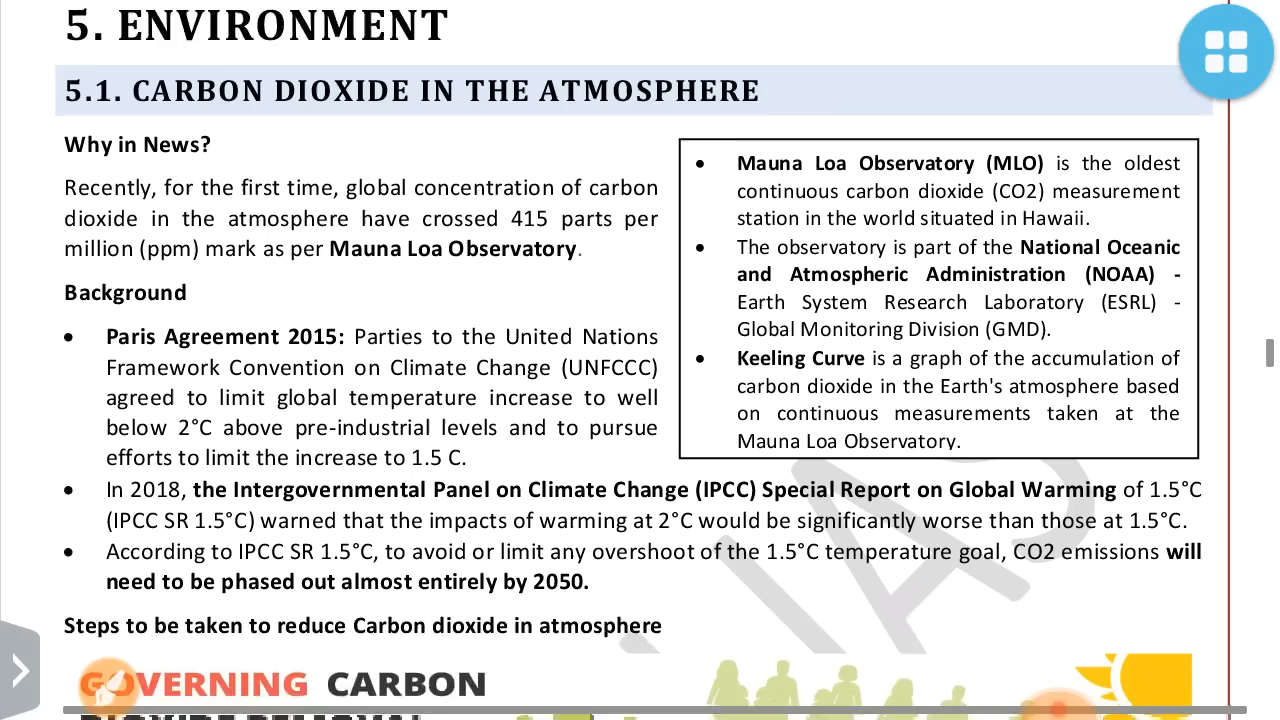 5. ENVIRONMENT
5.1. CARBON DIOXIDE IN THE ATMOSPHERE
Why in News?
Recently, for the first time, global concentration of carbon
dioxide in the atmosphere have crossed 415 parts per
million (ppm) mark as per Mauna Loa Observatory.
Background
• Paris Agreement 2015: Parties to the United Nations
Framework Convention on Climate Change (UNFCCC)
agreed to limit global temperature increase to well
below 2°C above pre-industrial levels and to pursue
efforts to limit the increase to 1.5 C.
• Mauna Loa Observatory (MLO) is the oldest
continuous carbon dioxide (CO2) measurement
station in the world situated in Hawaii.
• The observatory is part of the National Oceanic
and Atmospheric Administration (NOAA) -
Earth System Research Laboratory (ESRL) -
Global Monitoring Division (GMD).
• Keeling Curve is a graph of the accumulation of
carbon dioxide in the Earth's atmosphere based
on continuous measurements taken at the
Mauna Loa Observatory.
• In 2018, the Intergovernmental Panel on Climate Change (IPCC) Special Report on Global Warming of 1.5°C
(IPCC SR 1.5°C) warned that the impacts of warming at 2°C would be significantly worse than those at 1.5°C.
• According to IPCC SR 1.5°C, to avoid or limit any overshoot of the 1.5°C temperature goal, CO2 emissions will
need to be phased out almost entirely by 2050.
Steps to be taken to reduce Carbon dioxide in atmosphere
GOVERNING CARBON
IAS